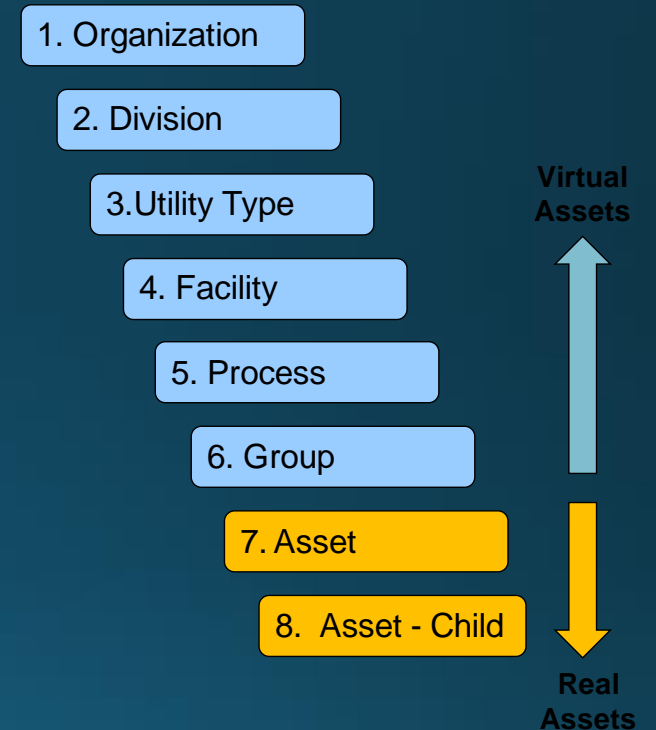 1. Organization
2. Division
3.Utility Type
Virtual
Assets
4. Facility
5. Process
6. Group
7. Asset
8. Asset - Child
Real
Assets